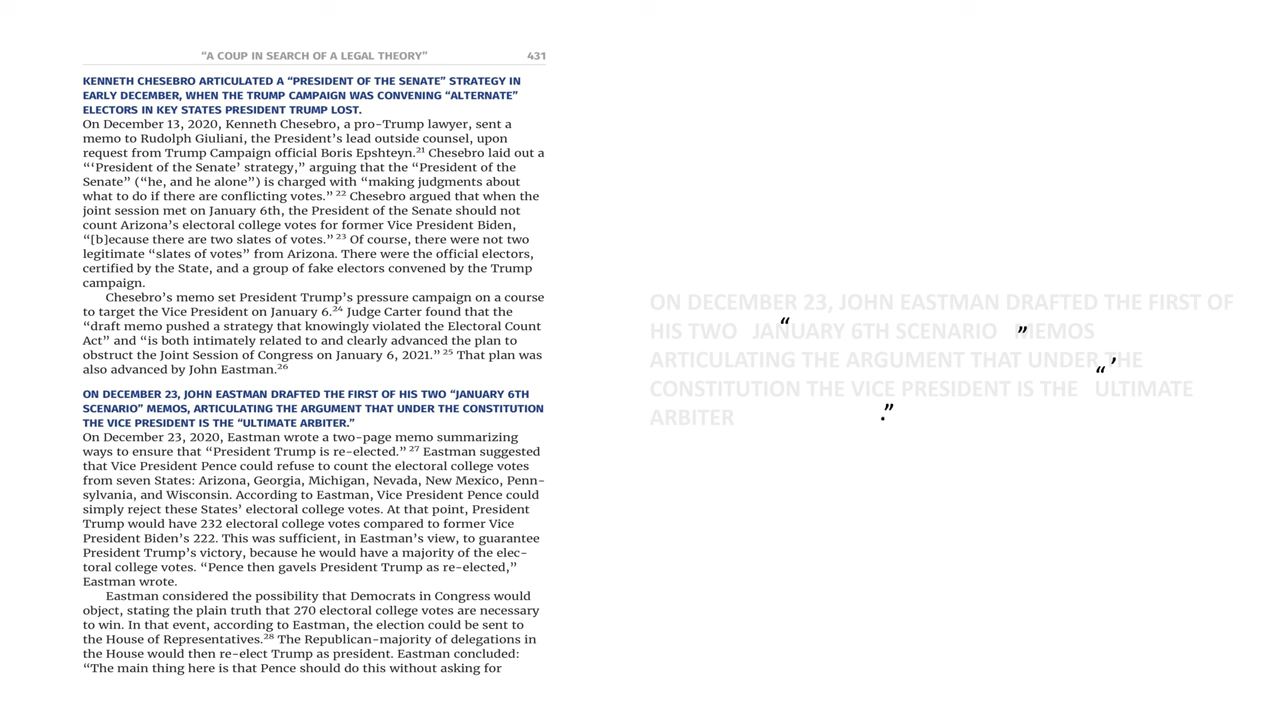 “A COUP IN SEARCH OF A LEGAL THEORY” 431
KENNETH CHESEBRO ARTICULATED A “PRESIDENT OF THE SENATE” STRATEGY IN
EARLY DECEMBER, WHEN THE TRUMP CAMPAIGN WAS CONVENING “ALTERNATE”
ELECTORS IN KEY STATES PRESIDENT TRUMP LOST.
On December 13, 2020, Kenneth Chesebro, a pro-Trump lawyer, sent a
memo to Rudolph Giuliani, the President’s lead outside counsel, upon
request from Trump Campaign official Boris Epshteyn.²¹ Chesebro laid out a
“‘President of the Senate’ strategy,” arguing that the “President of the
Senate” (“he, and he alone”) is charged with “making judgments about
what to do if there are conflicting votes.” ²² Chesebro argued that when the
joint session met on January 6th, the President of the Senate should not
count Arizona’s electoral college votes for former Vice President Biden,
“[b]ecause there are two slates of votes.” ²³ Of course, there were not two
legitimate “slates of votes” from Arizona. There were the official electors,
certified by the State, and a group of fake electors convened by the Trump
campaign.
Chesebro’s memo set President Trump’s pressure campaign on a course
to target the Vice President on January 6.²⁴ Judge Carter found that the
“draft memo pushed a strategy that knowingly violated the Electoral Count
Act” and “is both intimately related to and clearly advanced the plan to
obstruct the Joint Session of Congress on January 6, 2021.” ²⁵ That plan was
also advanced by John Eastman.²⁶
ON DECEMBER 23, JOHN EASTMAN DRAFTED THE FIRST OF HIS TWO “JANUARY 6TH
SCENARIO” MEMOS, ARTICULATING THE ARGUMENT THAT UNDER THE CONSTITUTION
THE VICE PRESIDENT IS THE “ULTIMATE ARBITER.”
On December 23, 2020, Eastman wrote a two-page memo summarizing
ways to ensure that “President Trump is re-elected.” ²⁷ Eastman suggested
that Vice President Pence could refuse to count the electoral college votes
from seven States: Arizona, Georgia, Michigan, Nevada, New Mexico, Penn-
sylvania, and Wisconsin. According to Eastman, Vice President Pence could
simply reject these States’ electoral college votes. At that point, President
Trump would have 232 electoral college votes compared to former Vice
President Biden’s 222. This was sufficient, in Eastman’s view, to guarantee
President Trump’s victory, because he would have a majority of the elec-
toral college votes. “Pence then gavels President Trump as re-elected,”
Eastman wrote.
Eastman considered the possibility that Democrats in Congress would
object, stating the plain truth that 270 electoral college votes are necessary
to win. In that event, according to Eastman, the election could be sent to
the House of Representatives.²⁸ The Republican-majority of delegations in
the House would then re-elect Trump as president. Eastman concluded:
“The main thing here is that Pence should do this without asking for
ON DECEMBER 23, JOHN EASTMAN DRAFTED THE FIRST OF
HIS TWO “JANUARY 6TH SCENARIO” MEMOS
ARTICULATING THE ARGUMENT THAT UNDER THE ’
CONSTITUTION THE VICE PRESIDENT IS THE “ULTIMATE
ARBITER .”